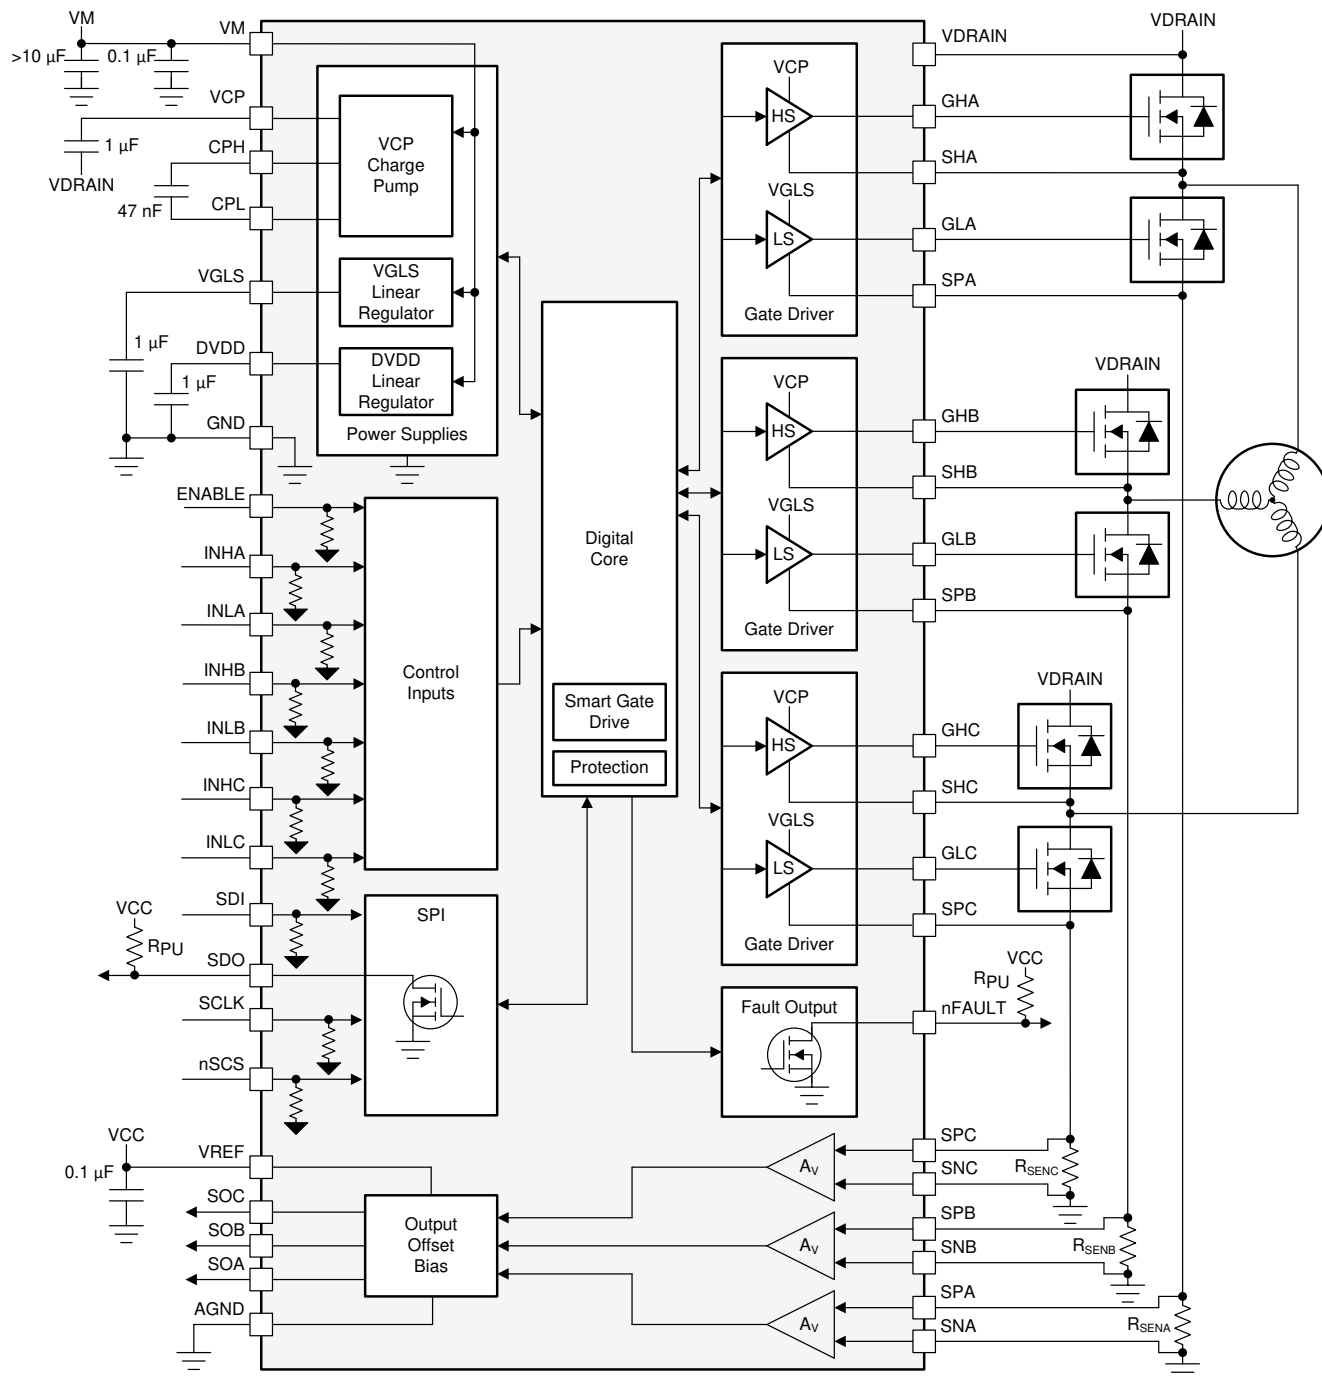 VM
>10 µF
0.1 µF
VM
VCP
1 µF
VDRAIN
CPH
47 nF
CPL
VGLS
1 µF
DVDD
1 µF
GND
VCP
Charge
Pump
VGLS
Linear
Regulator
DVDD
Linear
Regulator
Power Supplies
ENABLE
INHA
INLA
INHB
INLB
INHC
INLC
Control
Inputs
SDI
VCC
RPU
SDO
SCLK
nSCS
SPI
VCC
0.1 µF
VREF
SOC
SOB
SOA
AGND
Output
Offset
Bias
Digital
Core
Smart Gate
Drive
Protection
VCP
HS
VGLS
LS
Gate Driver
VCP
HS
VGLS
LS
Gate Driver
VCP
HS
VGLS
LS
Gate Driver
Fault Output
AV
AV
AV
VDRAIN
VDRAIN
GHA
SHA
GLA
SPA
VDRAIN
GHB
SHB
GLB
SPB
VDRAIN
GHC
SHC
GLC
SPC
VCC
RPU
nFAULT
SPC
SNC
RSENC
SPB
SNB
RSENB
SPA
SNA
RSENA